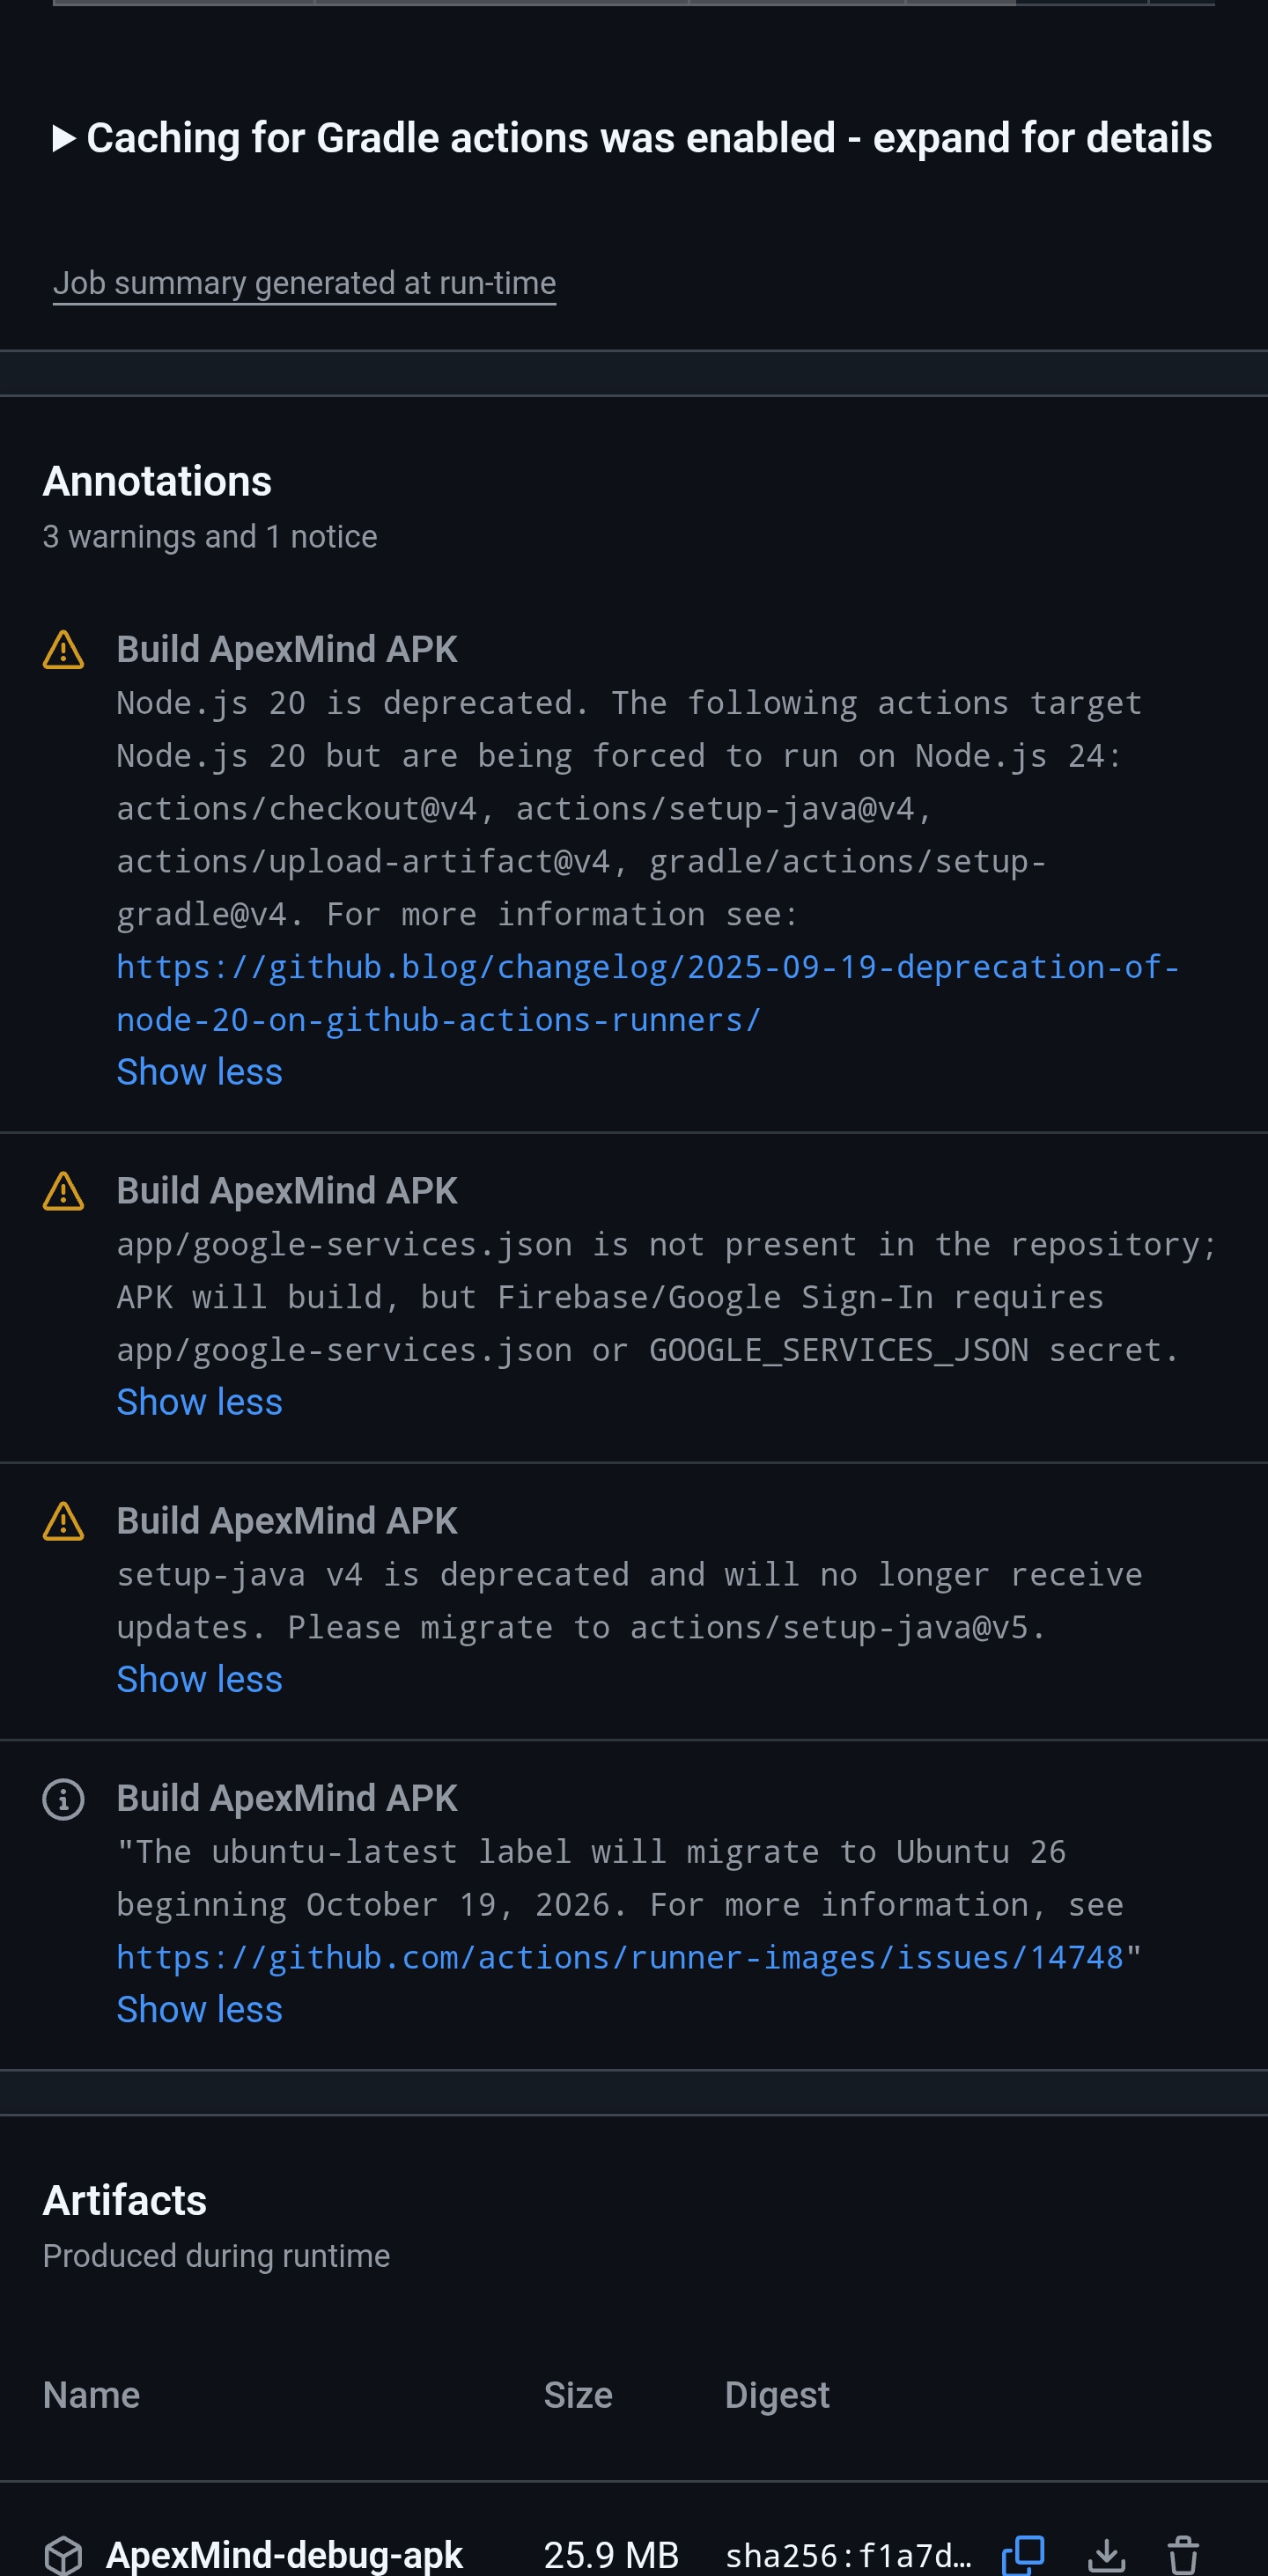 Caching for Gradle actions was enabled - expand for details
Job summary generated at run-time
Annotations
3 warnings and 1 notice
Build ApexMind APK
Node.js 20 is deprecated. The following actions target
Node.js 20 but are being forced to run on Node.js 24:
actions/checkout@v4, actions/setup-java@v4,
actions/upload-artifact@v4, gradle/actions/setup-
gradle@v4. For more information see:
https://github.blog/changelog/2025-09-19-deprecation-of-
node-20-on-github-actions-runners/
Show less
Build ApexMind APK
app/google-services.json is not present in the repository;
APK will build, but Firebase/Google Sign-In requires
app/google-services.json or GOOGLE_SERVICES_JSON secret.
Show less
Build ApexMind APK
setup-java v4 is deprecated and will no longer receive
updates. Please migrate to actions/setup-java@v5.
Show less
Build ApexMind APK
"The ubuntu-latest label will migrate to Ubuntu 26
beginning October 19, 2026. For more information, see
https://github.com/actions/runner-images/issues/14748"
Show less
Artifacts
Produced during runtime
Name Size Digest
ApexMind-debug-apk 25.9 MB sha256:f1a7d…